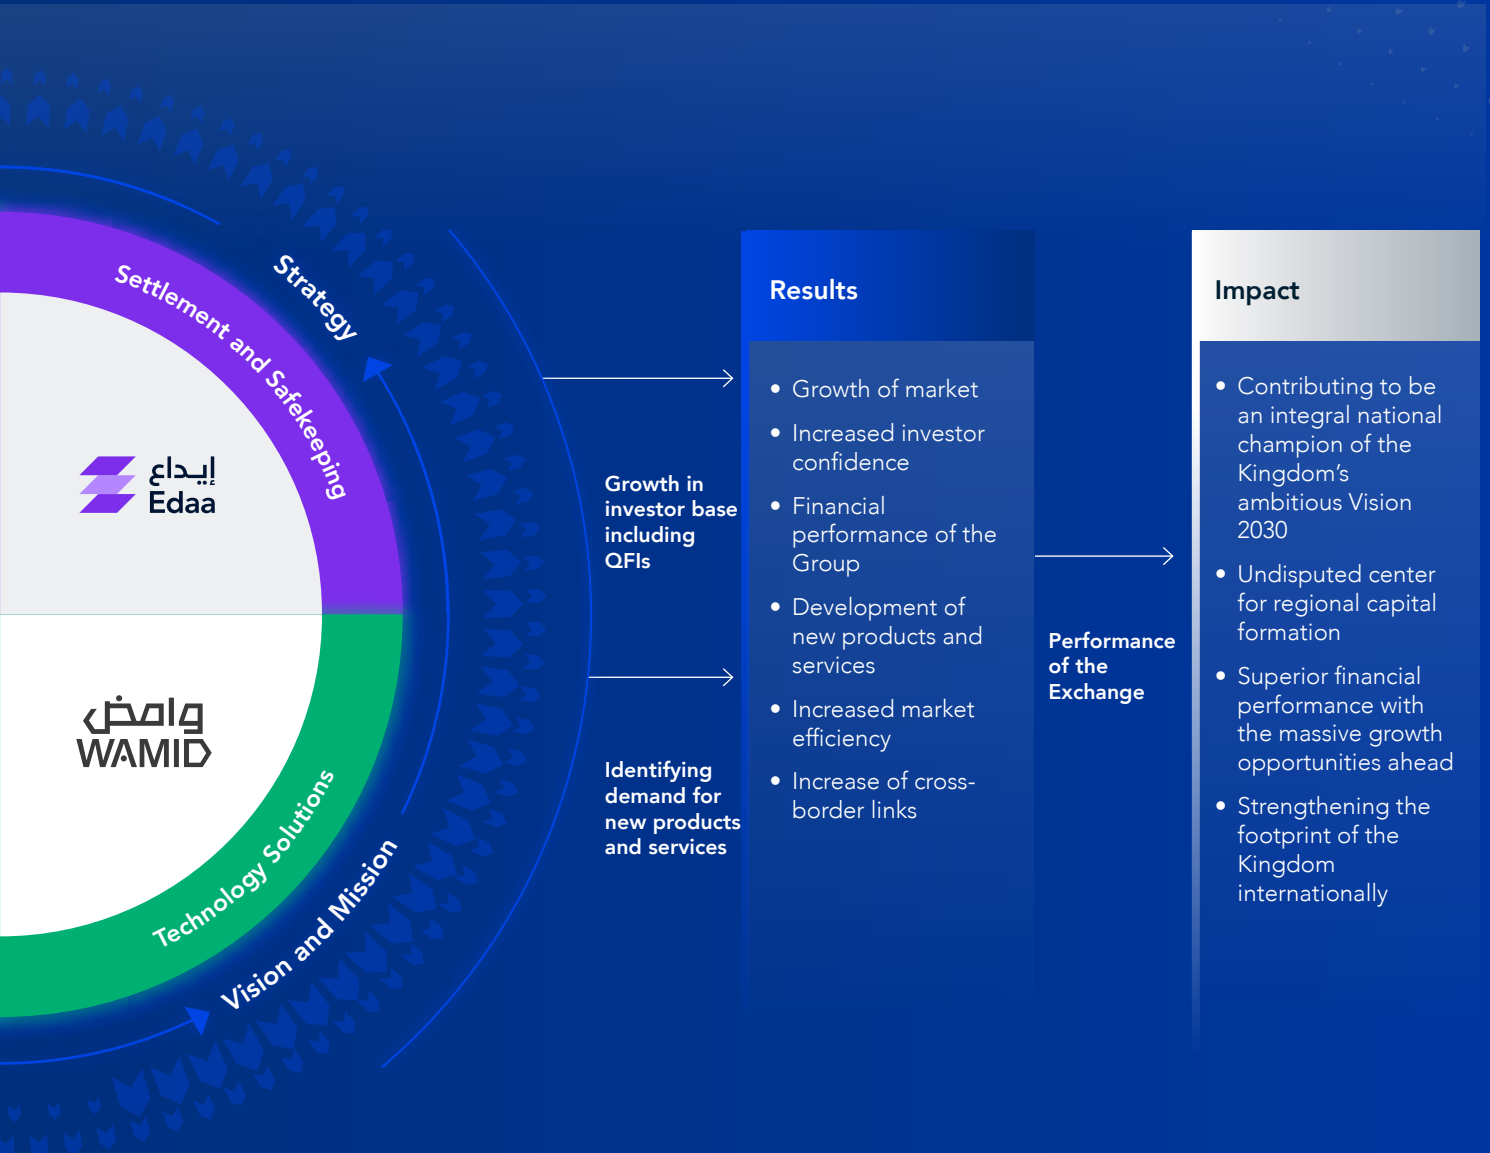 Settlement and Safekeeping
إيداع
Edaa
وامض
WAMID
Technology Solutions
Strategy
Vision and Mission
Growth in
investor base
including
QFIs
Identifying
demand for
new products
and services
Results
• Growth of market
• Increased investor
confidence
• Financial
performance of the
Group
• Development of
new products and
services
• Increased market
efficiency
• Increase of cross-
border links
Performance
of the
Exchange
Impact
• Contributing to be
an integral national
champion of the
Kingdom’s
ambitious Vision
2030
• Undisputed center
for regional capital
formation
• Superior financial
performance with
the massive growth
opportunities ahead
• Strengthening the
footprint of the
Kingdom
internationally